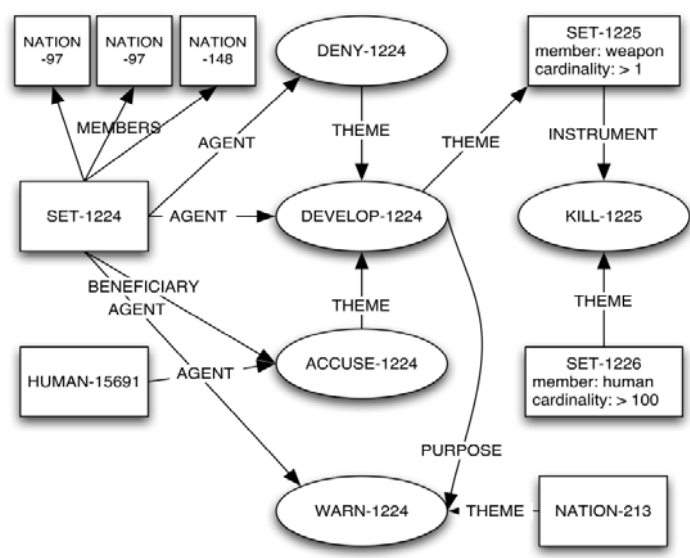 NATION
-97
NATION
-97
NATION
-148
DENY-1224
SET-1225
member: weapon
cardinality: > 1
MEMBERS
AGENT
THEME
THEME
INSTRUMENT
SET-1224
AGENT
DEVELOP-1224
KILL-1225
BENEFICIARY
AGENT
THEME
THEME
HUMAN-15691
AGENT
ACCUSE-1224
SET-1226
member: human
cardinality: > 100
PURPOSE
WARN-1224
THEME
NATION-213